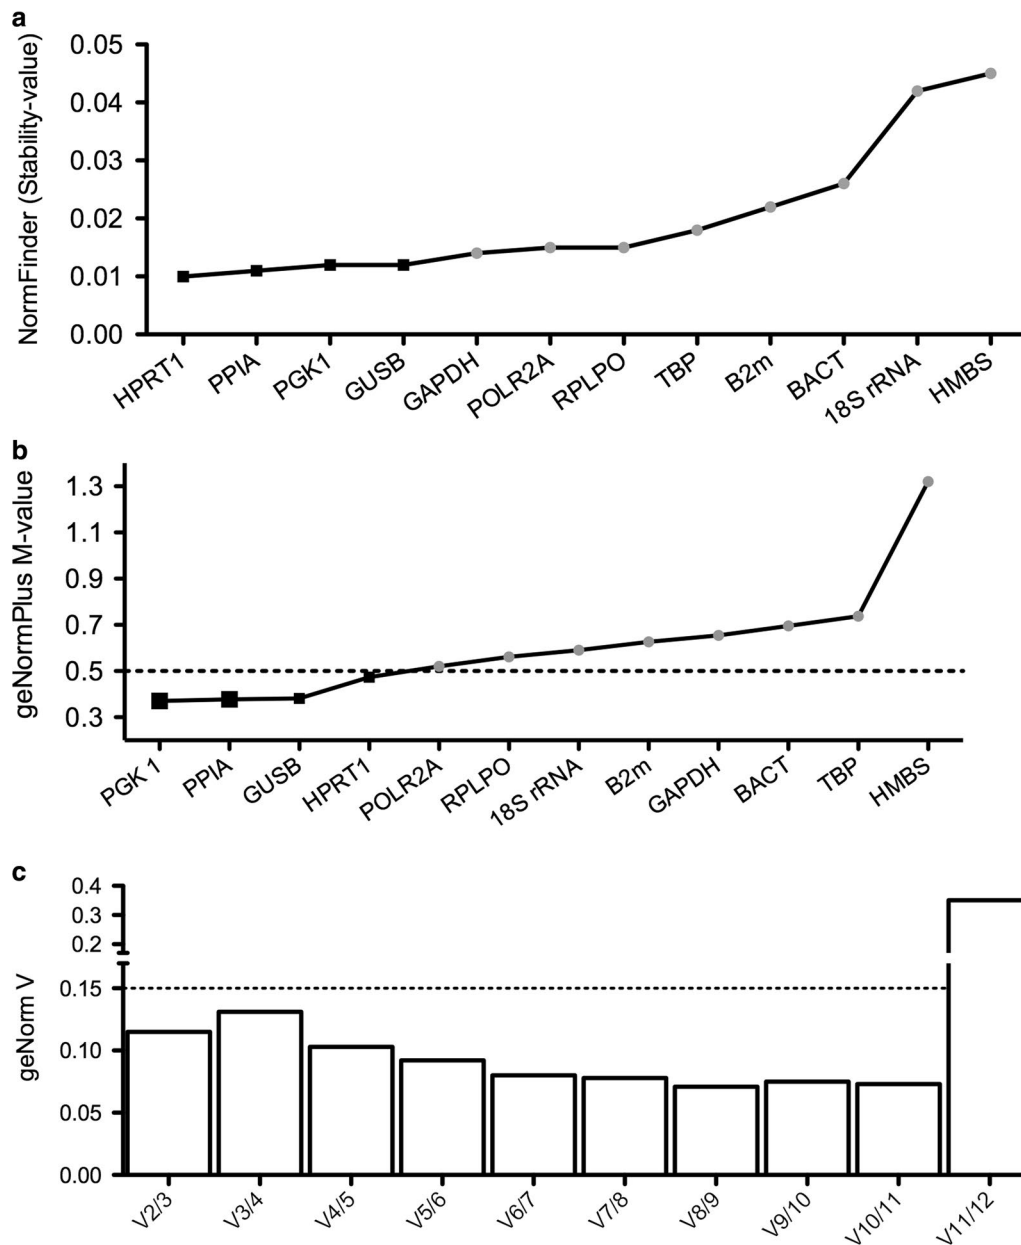 a
NormFinder (Stability-value)
0.05
0.04
0.03
0.02
0.01
0.00
HPRT1
PPIA
PGK1
GUSB
GAPDH
POLR2A
RPLPO
TBP
B2m
BACT
18S rRNA
HMBS
b
geNormPlus M-value
1.3
1.1
0.9
0.7
0.5
0.3
PGK 1
PPIA
GUSB
HPRT1
POLR2A
RPLPO
18S rRNA
B2m
GAPDH
BACT
TBP
HMBS
c
geNorm V
0.4
0.3
0.2
0.15
0.10
0.05
0.00
V2/3
V3/4
V4/5
V5/6
V6/7
V7/8
V8/9
V9/10
V10/11
V11/12